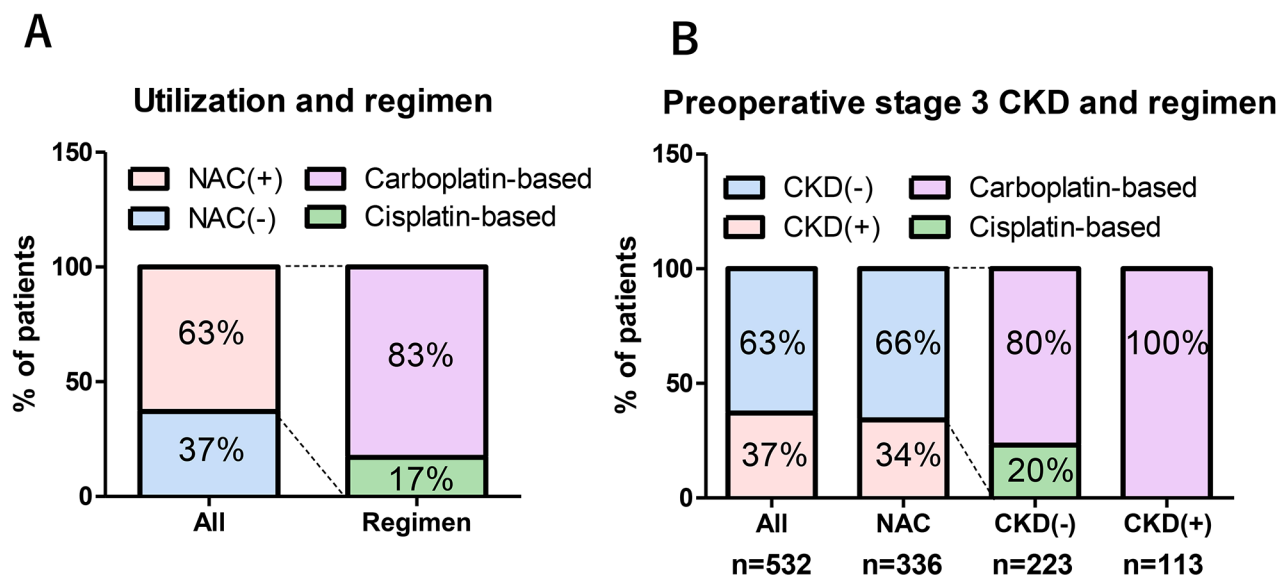 A
Utilization and regimen
150
100
50
0
% of patients
NAC(+)
Carboplatin-based
NAC(-)
Cisplatin-based
63%
83%
37%
17%
All
Regimen
B
Preoperative stage 3 CKD and regimen
150
100
50
0
% of patients
CKD(-)
Carboplatin-based
CKD(+)
Cisplatin-based
63%
66%
80%
100%
37%
34%
20%
All
NAC
CKD(-)
CKD(+)
n=532
n=336
n=223
n=113